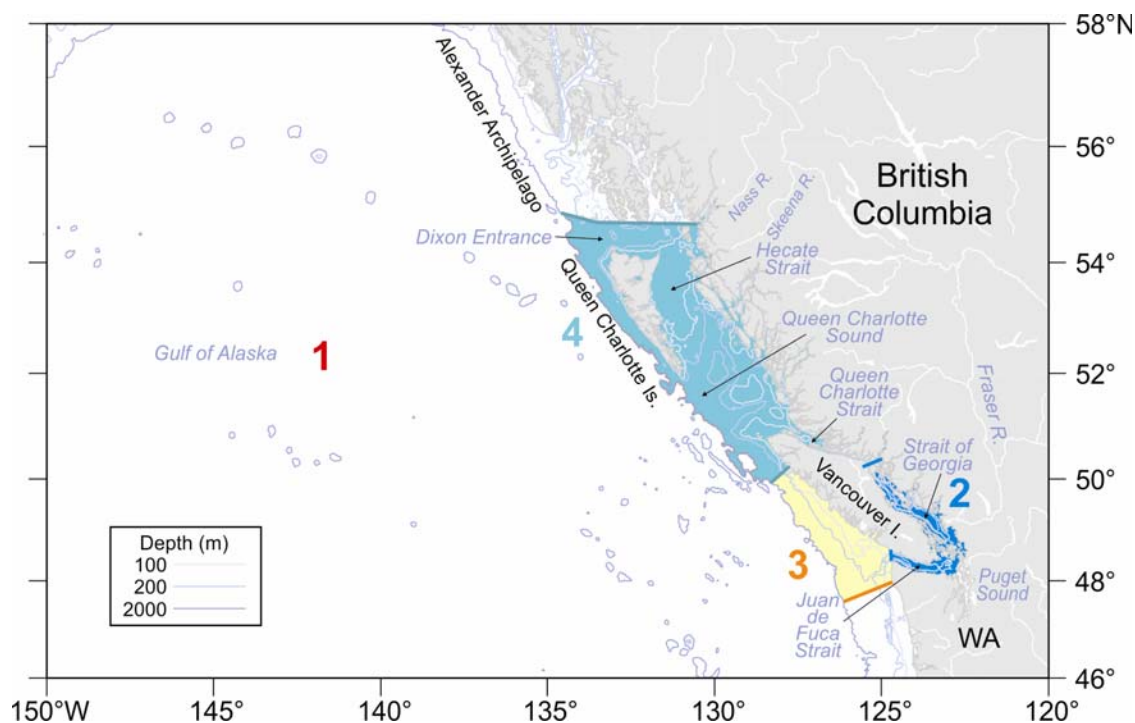 58°N
Alexander Archipelago
56°
British
Columbia
Nass R.
Skeena R.
Dixon Entrance
Hecate
Strait
54°
Queen Charlotte Is.
Queen Charlotte
Sound
4
Gulf of Alaska
1
52°
Queen
Charlotte
Strait
Fraser R.
Strait of
Georgia
50°
Vancouver I.
2
Depth (m)
100
200
2000
3
Puget
Sound
48°
Juan
de
Fuca
Strait
WA
46°
150°W
145°
140°
135°
130°
125°
120°